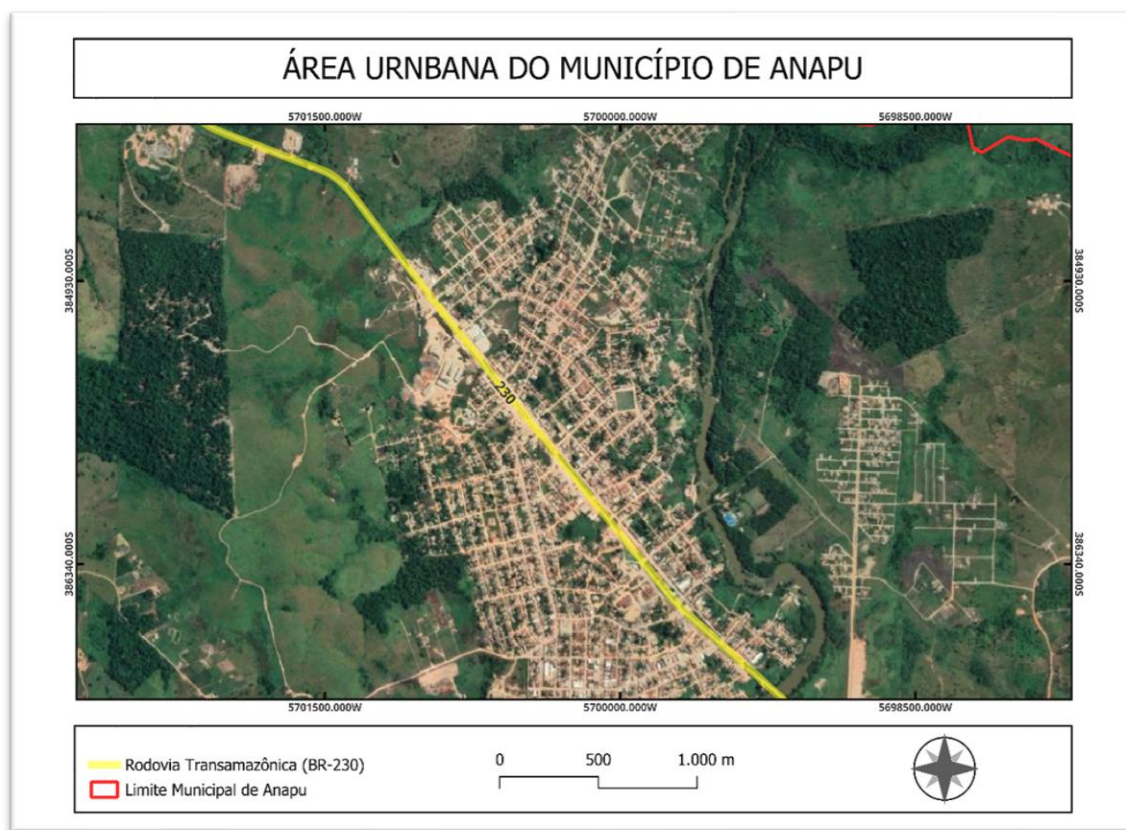 ÁREA URNBANA DO MUNICÍPIO DE ANAPU
5701500.000W 5700000.000W 5698500.000W
384930.000S 384930.000S
230
386340.000S 386340.000S
5701500.000W 5700000.000W 5698500.000W
Rodovia Transamazônica (BR-230)
Limite Municipal de Anapu
0 500 1.000 m